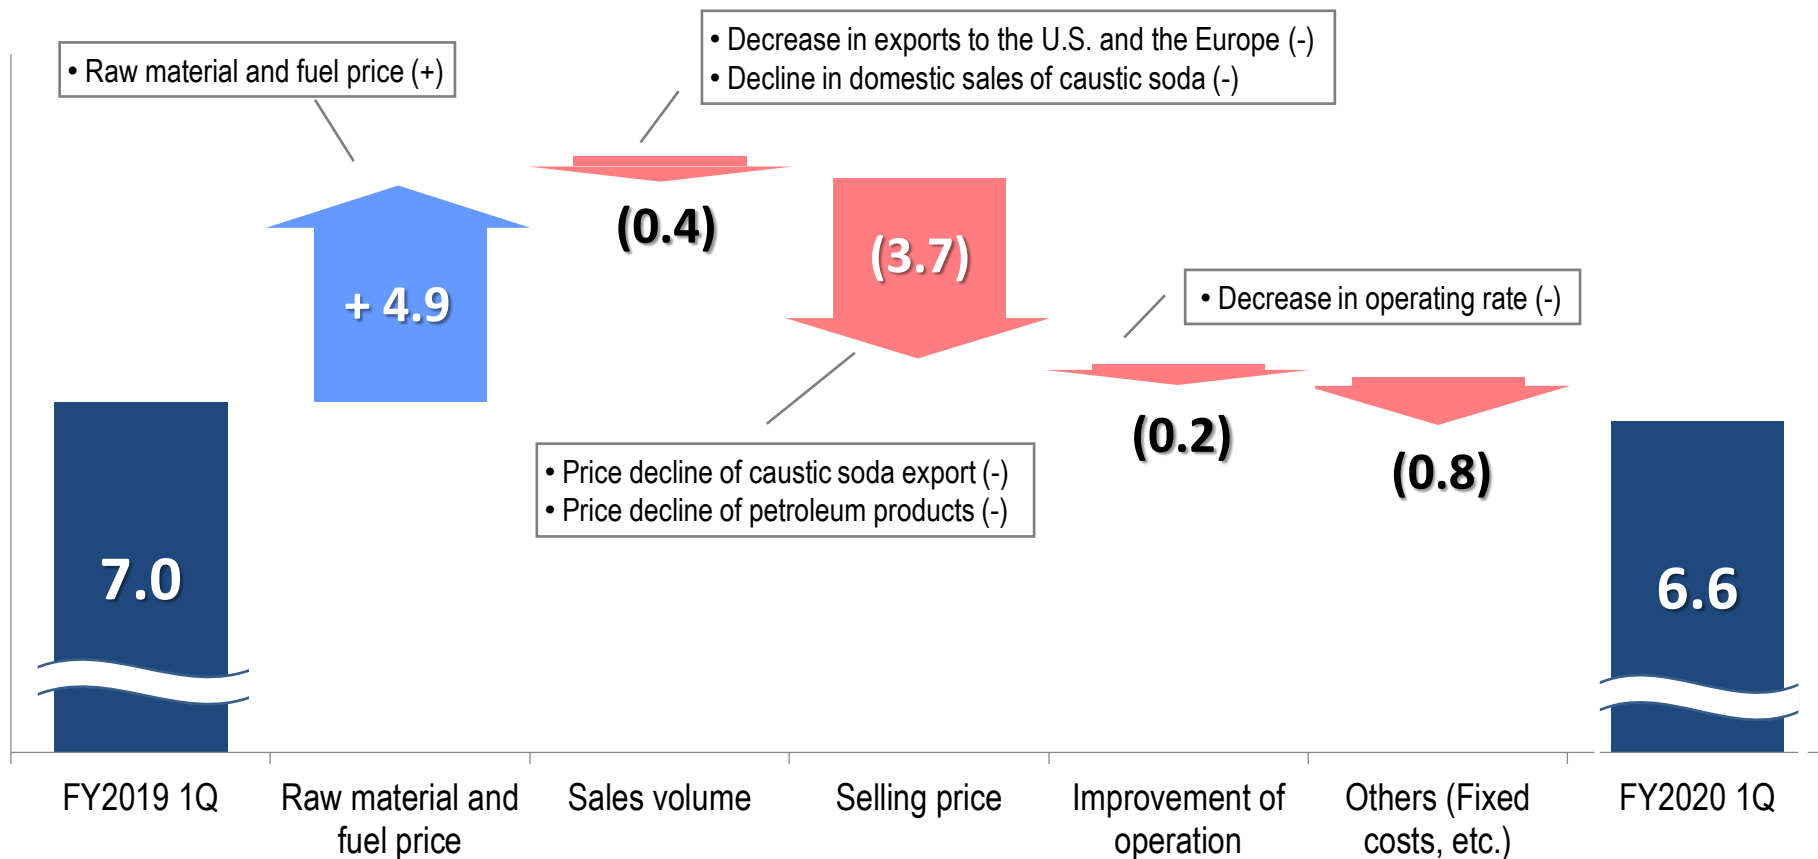 • Raw material and fuel price (+)
• Decrease in exports to the U.S. and the Europe (-)
• Decline in domestic sales of caustic soda (-)
+ 4.9
(0.4)
(3.7)
• Decrease in operating rate (-)
• Price decline of caustic soda export (-)
• Price decline of petroleum products (-)
(0.2)
(0.8)
7.0
6.6
FY2019 1Q
Raw material and
fuel price
Sales volume
Selling price
Improvement of
operation
Others (Fixed
costs, etc.)
FY2020 1Q